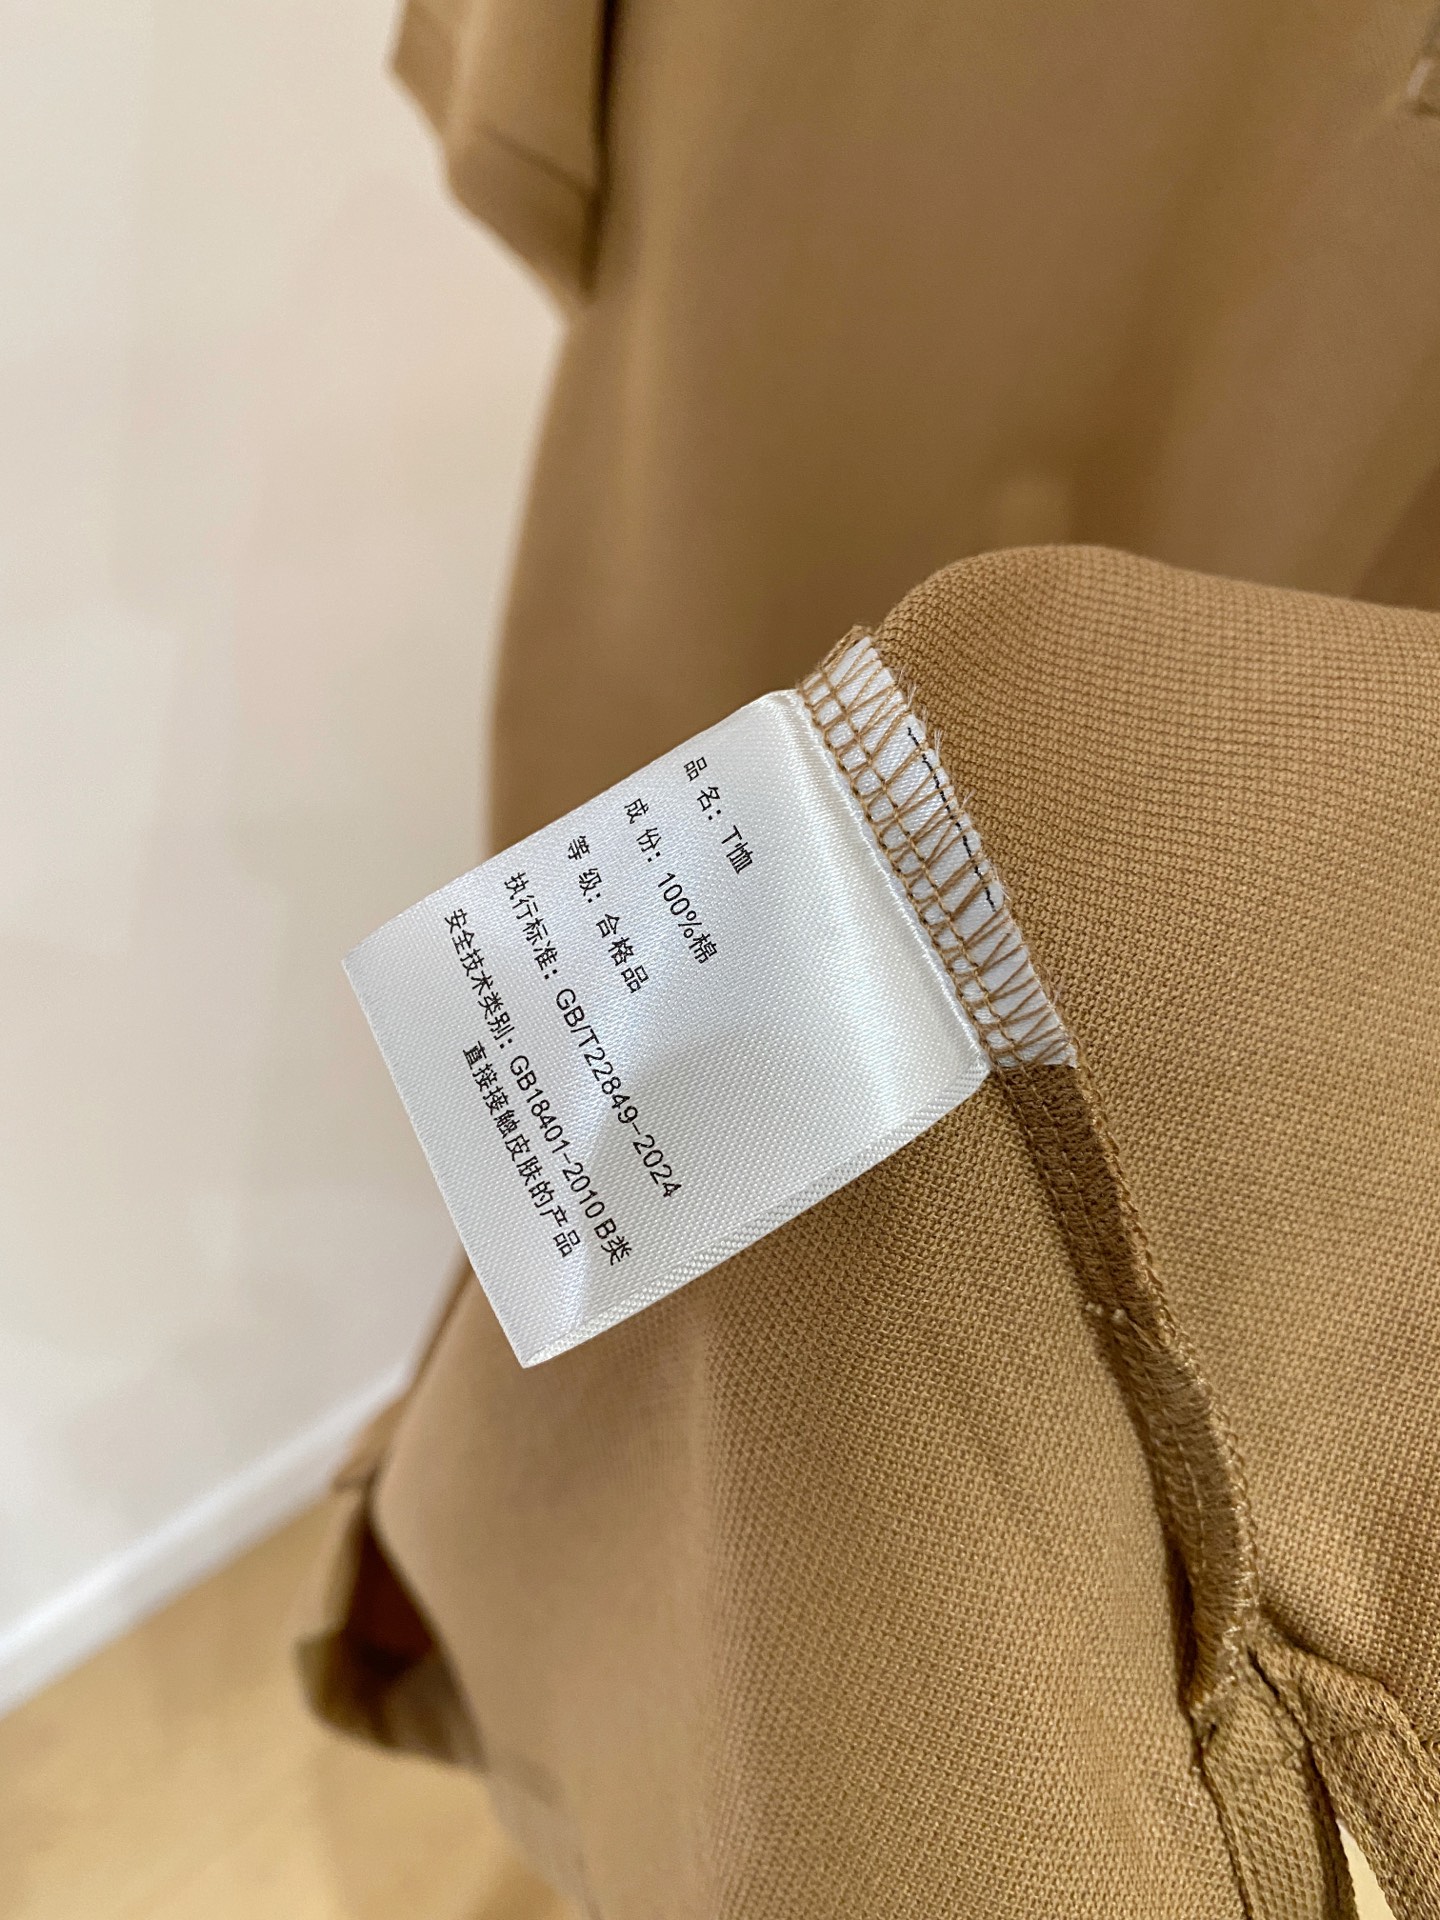 品 名：T恤
成 份：100%棉
等 级：合格品
执行标准：GB/T22849-2024
安全技术类别：GB18401-2010 B类
直接接触皮肤的产品